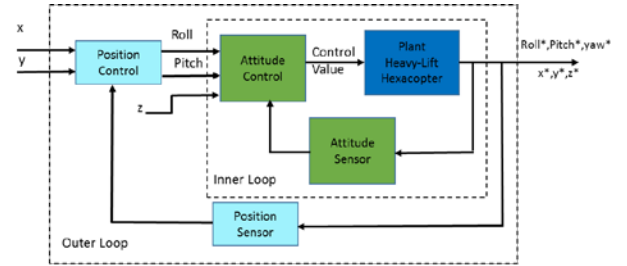 x
y
Position
Control
Roll
Pitch
z
Attitude
Control
Control
Value
Plant
Heavy-Lift
Hexacopter
Roll*,Pitch*,yaw*
x*,y*,z*
Attitude
Sensor
Inner Loop
Position
Sensor
Outer Loop